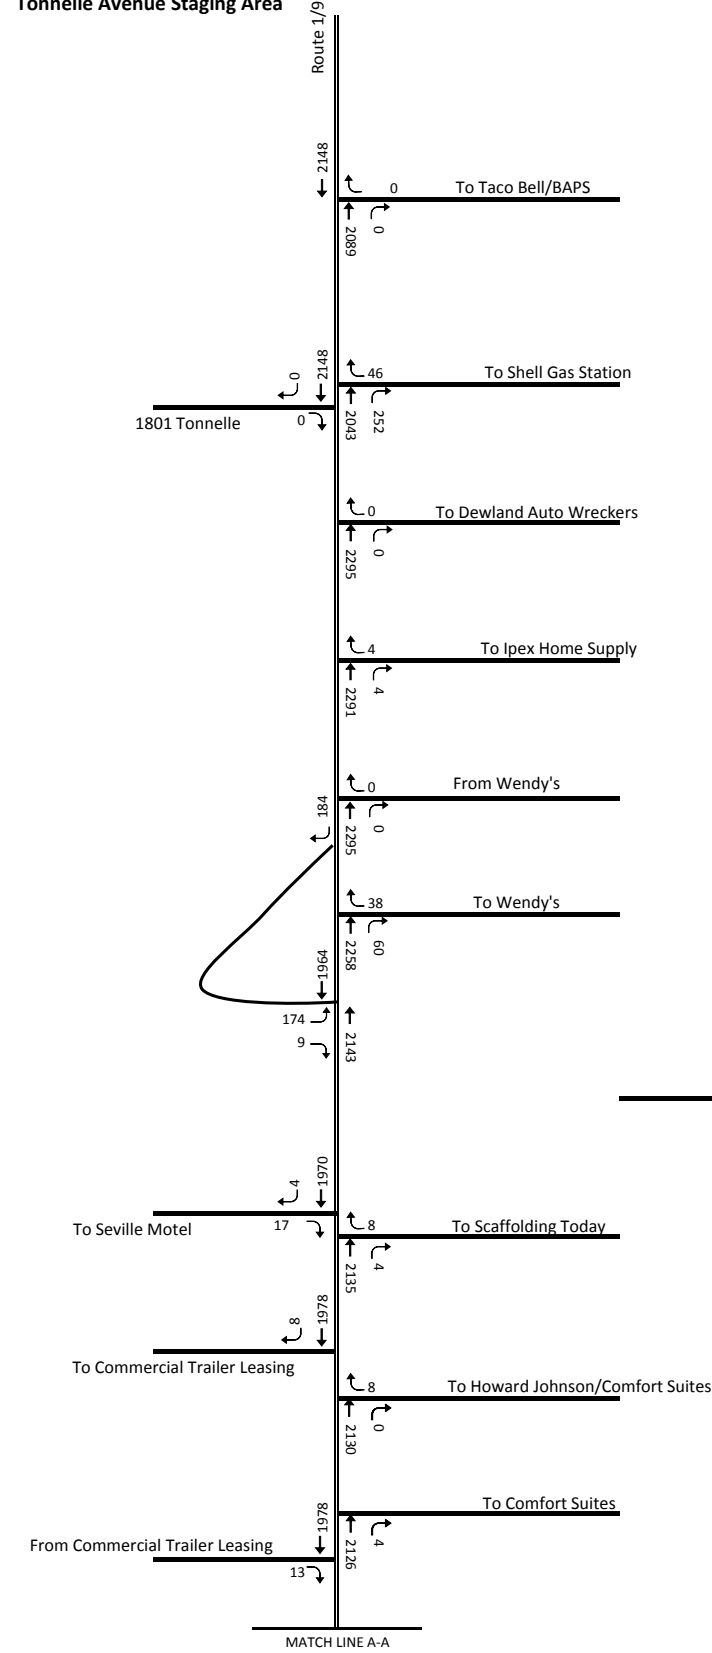 Tonnelle Avenue Staging Area
Route 1/9
2148
0
To Taco Bell/BAPS
2089
0
2148
0
46
To Shell Gas Station
1801 Tonnelle
0
2043
252
0
To Dewland Auto Wreckers
2295
0
4
To Ipex Home Supply
2291
4
184
0
From Wendy's
2295
0
38
To Wendy's
2258
60
1964
174
9
2143
4
1970
To Seville Motel
17
8
To Scaffolding Today
2135
4
8
1978
To Commercial Trailer Leasing
8
To Howard Johnson/Comfort Suites
2130
0
To Comfort Suites
1978
2126
4
From Commercial Trailer Leasing
13
MATCH LINE A-A